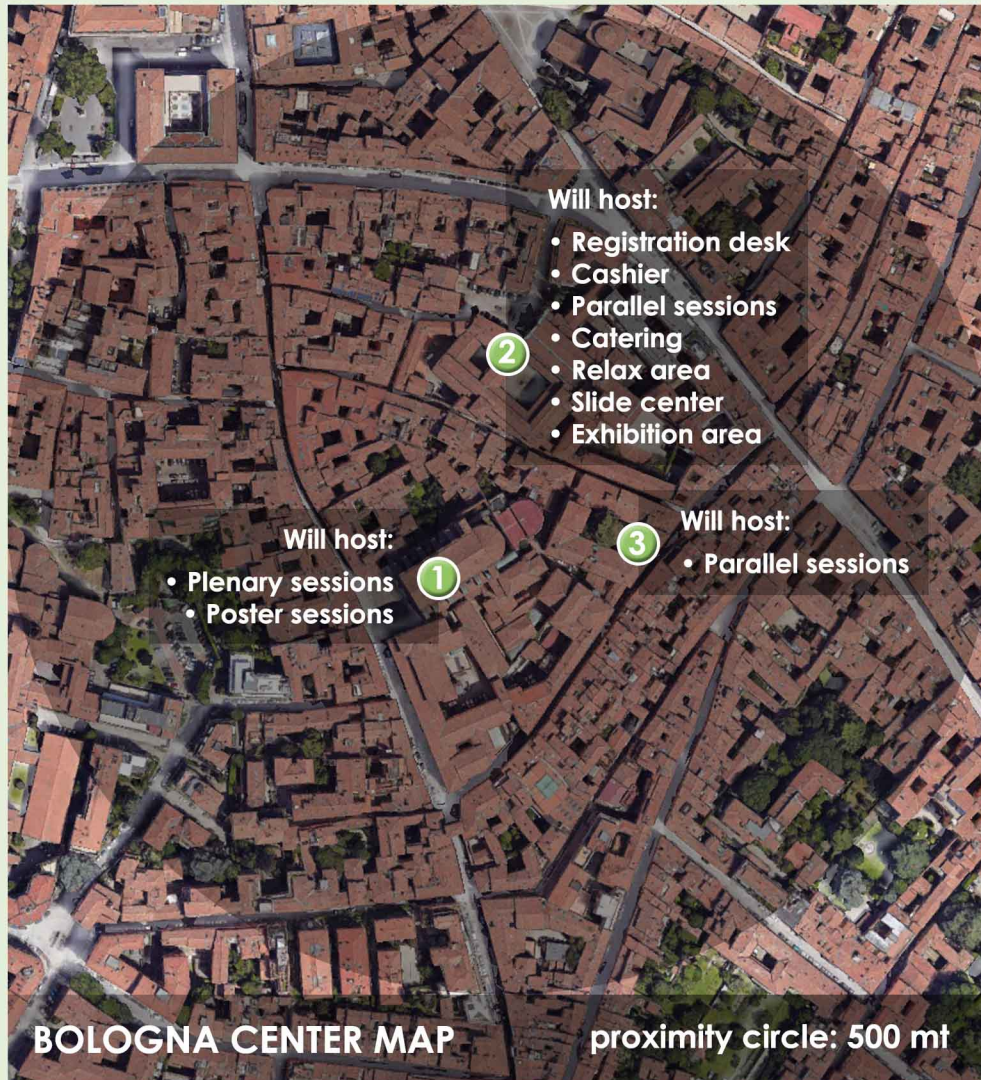 Will host:
• Registration desk
• Cashier
• Parallel sessions
• Catering
• Relax area
• Slide center
• Exhibition area
2
Will host:
• Plenary sessions
• Poster sessions
1
3
Will host:
• Parallel sessions
BOLOGNA CENTER MAP
proximity circle: 500 mt